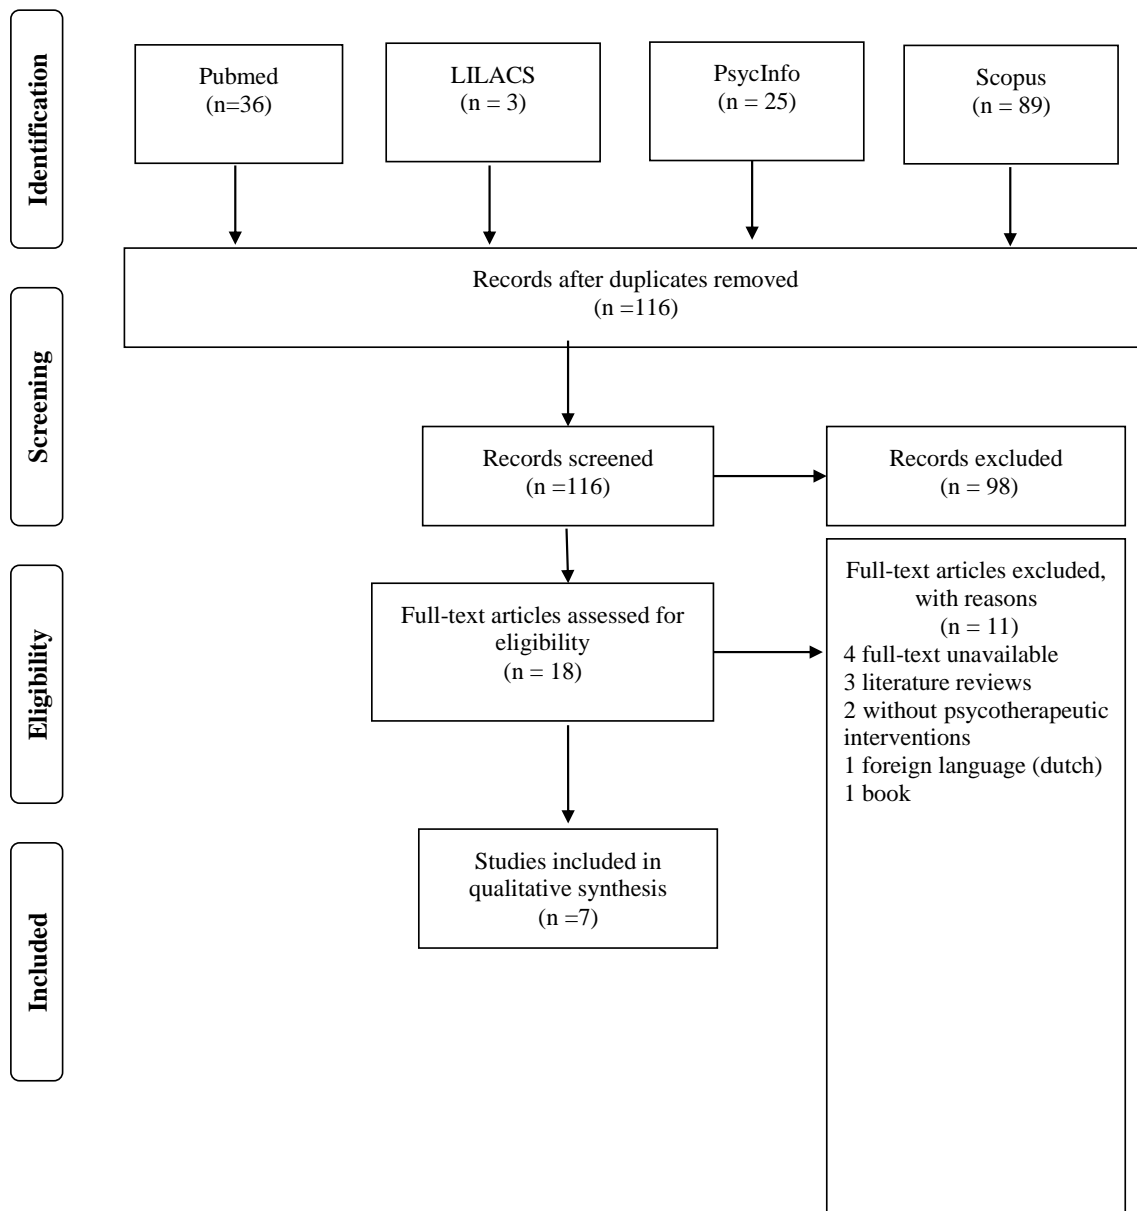 Identification
Pubmed
(n=36)
LILACS
(n = 3)
PsycInfo
(n = 25)
Scopus
(n = 89)
Records after duplicates removed
(n =116)
Screening
Records screened
(n =116)
Records excluded
(n = 98)
Eligibility
Full-text articles assessed for
eligibility
(n = 18)
Full-text articles excluded,
with reasons
(n = 11)
4 full-text unavailable
3 literature reviews
2 without psycotherapeutic
interventions
1 foreign language (dutch)
1 book
Included
Studies included in
qualitative synthesis
(n =7)